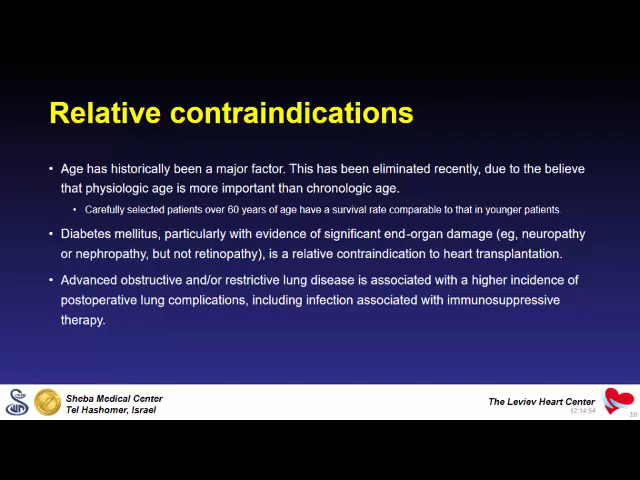 Relative contraindications
• Age has historically been a major factor. This has been eliminated recently, due to the believe
that physiologic age is more important than chronologic age.
• Carefully selected patients over 60 years of age have a survival rate comparable to that in younger patients.
• Diabetes mellitus, particularly with evidence of significant end-organ damage (eg, neuropathy
or nephropathy, but not retinopathy), is a relative contraindication to heart transplantation.
• Advanced obstructive and/or restrictive lung disease is associated with a higher incidence of
postoperative lung complications, including infection associated with immunosuppressive
therapy.
Sheba Medical Center
Tel Hashomer, Israel
The Leviev Heart Center
12:14:54
16